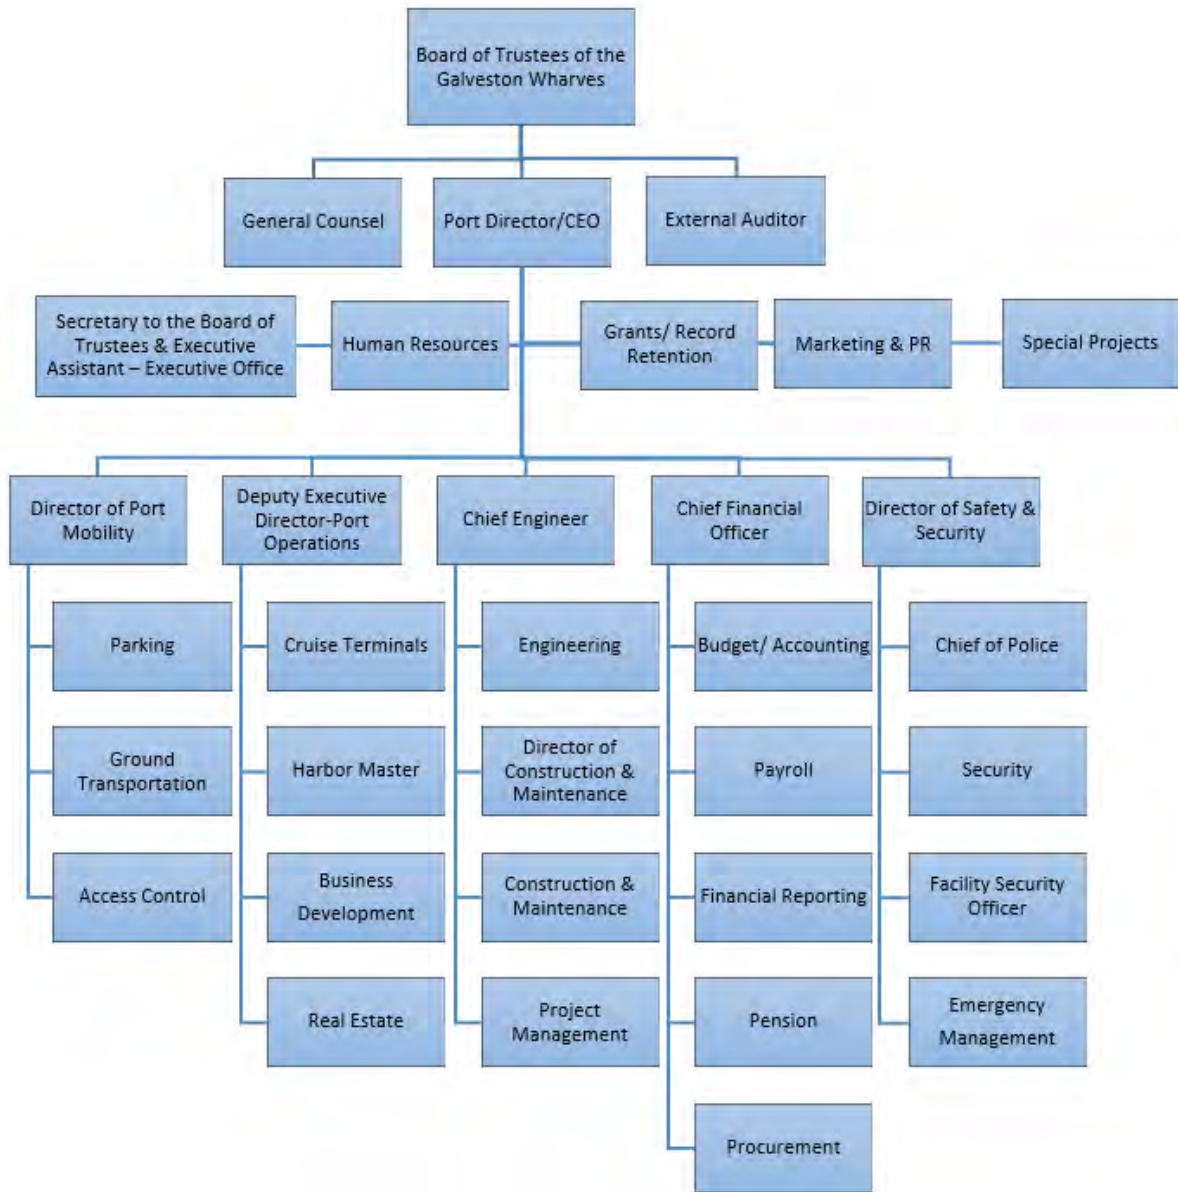 Board of Trustees of the
Galveston Wharves
General Counsel
Port Director/CEO
External Auditor
Secretary to the Board of
Trustees & Executive
Assistant – Executive Office
Human Resources
Grants/ Record
Retention
Marketing & PR
Special Projects
Director of Port
Mobility
Deputy Executive
Director-Port
Operations
Chief Engineer
Chief Financial
Officer
Director of Safety &
Security
Parking
Cruise Terminals
Engineering
Budget/ Accounting
Chief of Police
Ground
Transportation
Harbor Master
Director of
Construction &
Maintenance
Payroll
Security
Access Control
Business
Development
Construction &
Maintenance
Financial Reporting
Facility Security
Officer
Real Estate
Project
Management
Pension
Emergency
Management
Procurement